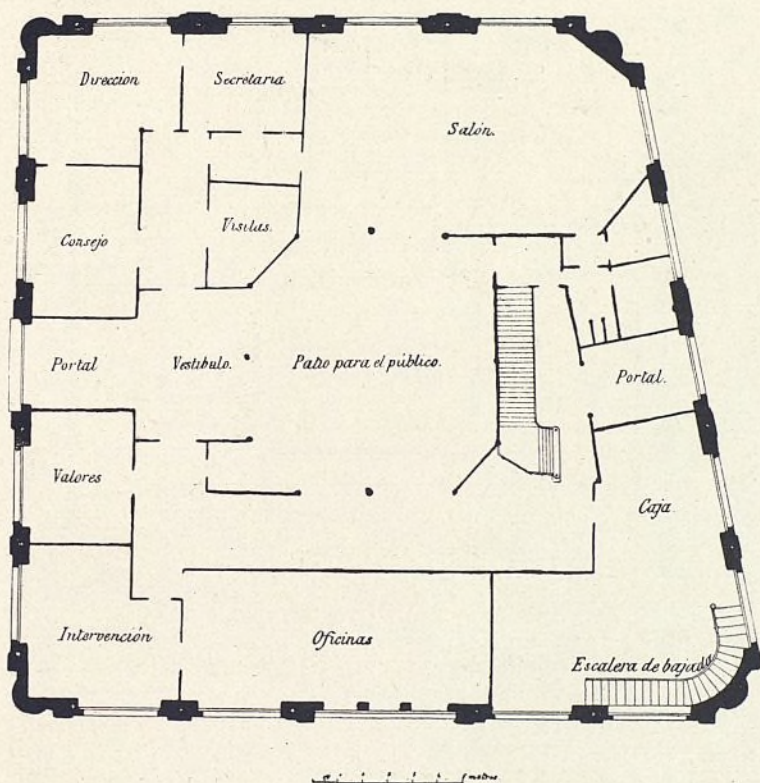 Direccion
Secretaria
Salón.
Visitas.
Consejo
Portal
Vestíbulo.
Patio para el público.
Portal.
Valores
Caja
Intervención
Oficinas
Escalera de bajada
metros.